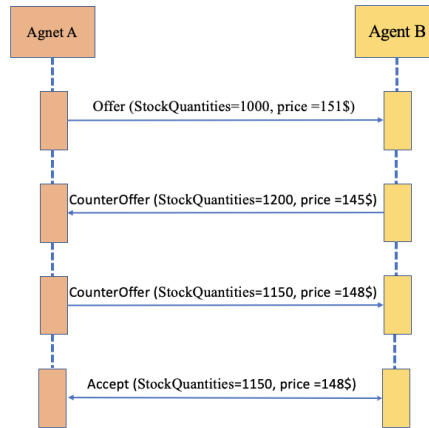 Agnet A
Agent B
Offer (StockQuantities=1000, price =151$)
CounterOffer (StockQuantities=1200, price =145$)
CounterOffer (StockQuantities=1150, price =148$)
Accept (StockQuantities=1150, price =148$)